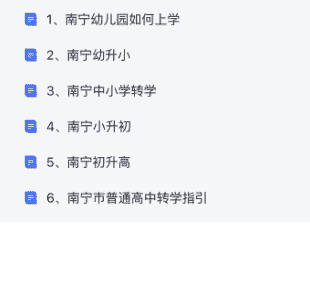 1、南宁幼儿园如何上学
2、南宁幼升小
3、南宁中小学转学
4、南宁小升初
5、南宁初升高
6、南宁市普通高中转学指引